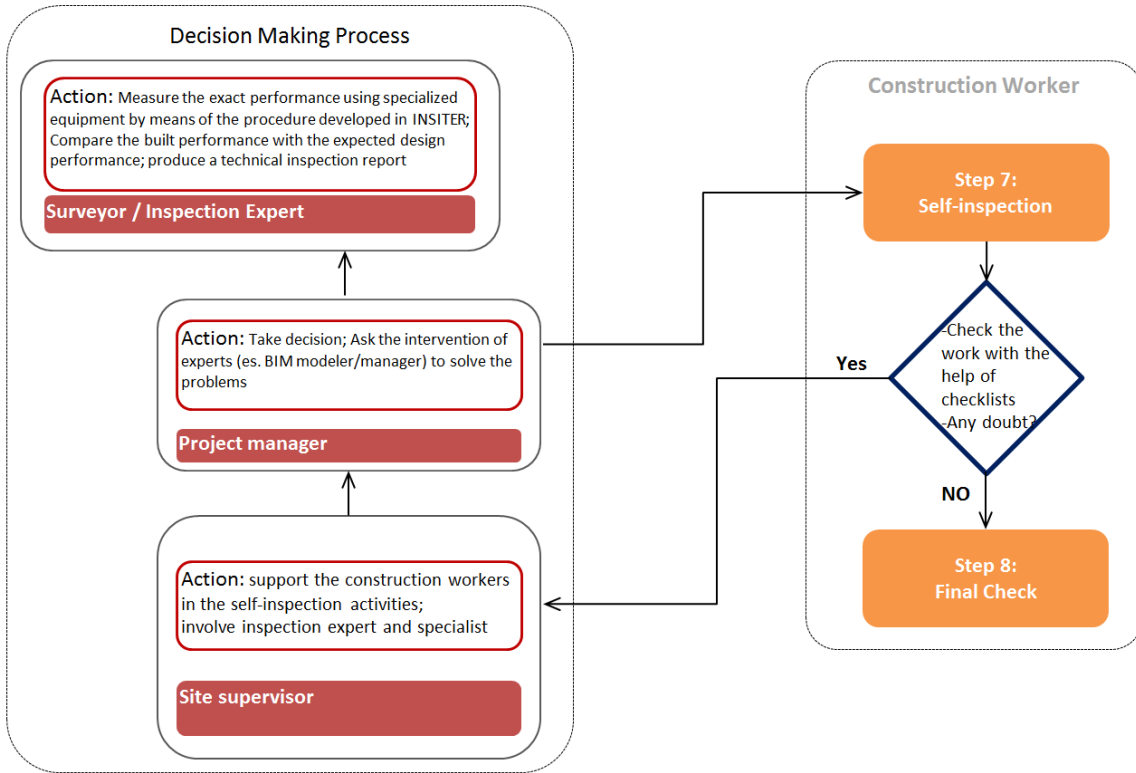 Decision Making Process
Action: Measure the exact performance using specialized
equipment by means of the procedure developed in INSITER;
Compare the built performance with the expected design
performance; produce a technical inspection report
Surveyor / Inspection Expert
Action: Take decision; Ask the intervention of
experts (es. BIM modeler/manager) to solve the
problems
Project manager
Action: support the construction workers
in the self-inspection activities;
involve inspection expert and specialist
Site supervisor
Construction Worker
Step 7:
Self-inspection
-Check the
work with the
help of
checklists
-Any doubt?
Yes
NO
Step 8:
Final Check